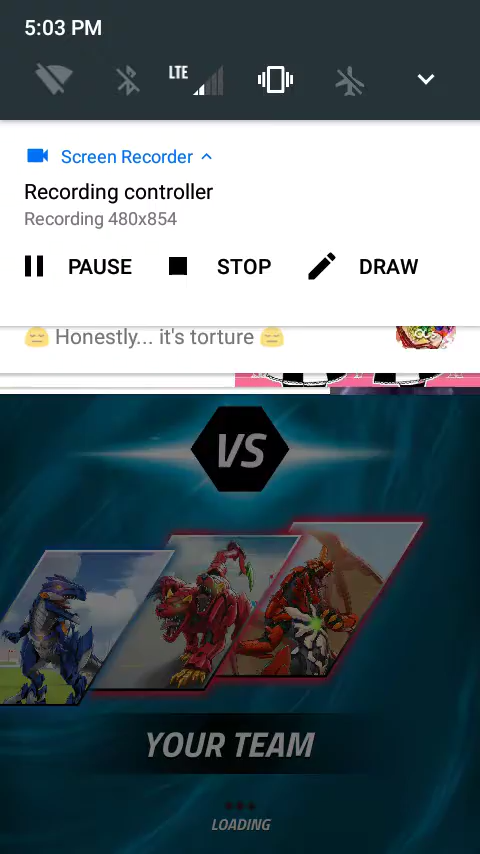 5:03 PM
LTE
Screen Recorder
Recording controller
Recording 480x854
PAUSE STOP DRAW
😔 Honestly... it's torture 😔
VS
YOUR TEAM
LOADING